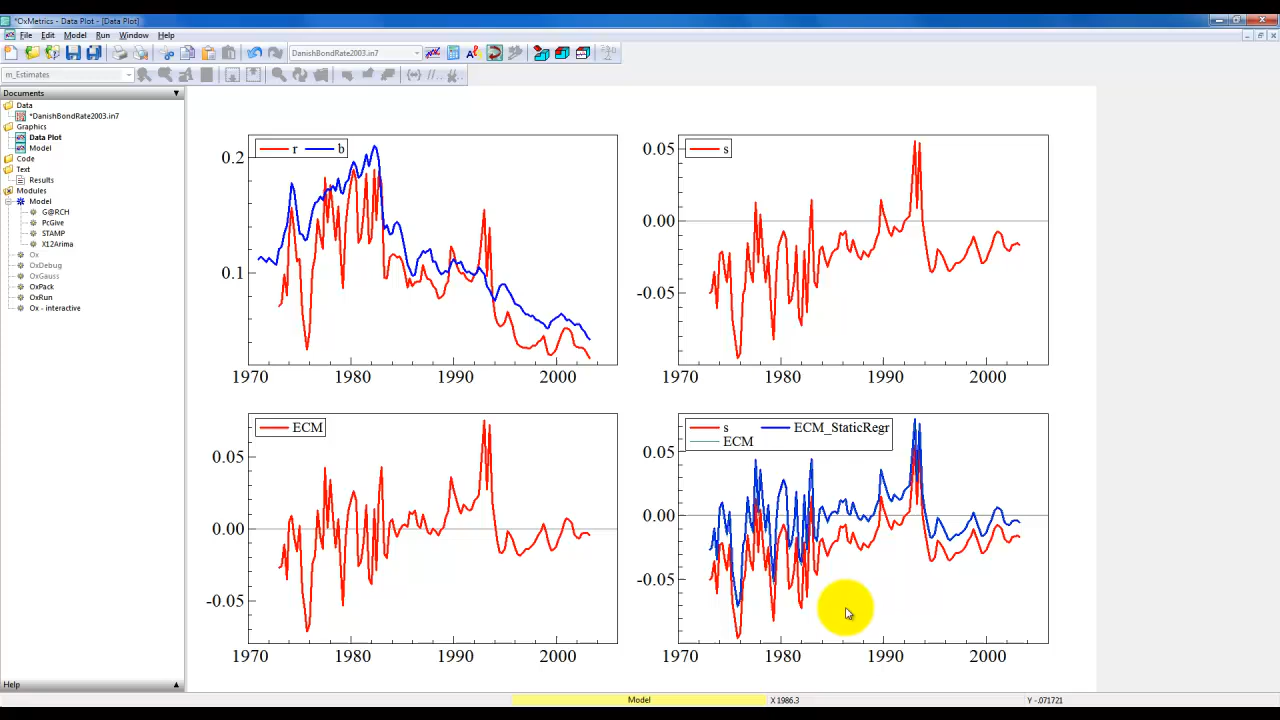 *OxMetrics - Data Plot - [Data Plot]
File Edit Model Run Window Help
DanishBondRate2003.in7
m_Estimates
Documents
Data
*DanishBondRate2003.in7
Graphics
Data Plot
Model
Code
Text
Results
Modules
Model
G@RCH
PcGive
STAMP
X12Arima
Ox
OxDebug
OxGauss
OxPack
OxRun
Ox - interactive
Help
r b
0.2
0.1
1970 1980 1990 2000
s
0.05
0.00
-0.05
1970 1980 1990 2000
ECM
0.05
0.00
-0.05
1970 1980 1990 2000
s ECM_StaticRegr
ECM
0.05
0.00
-0.05
1970 1980 1990 2000
Model X 1986.3 Y -.071721